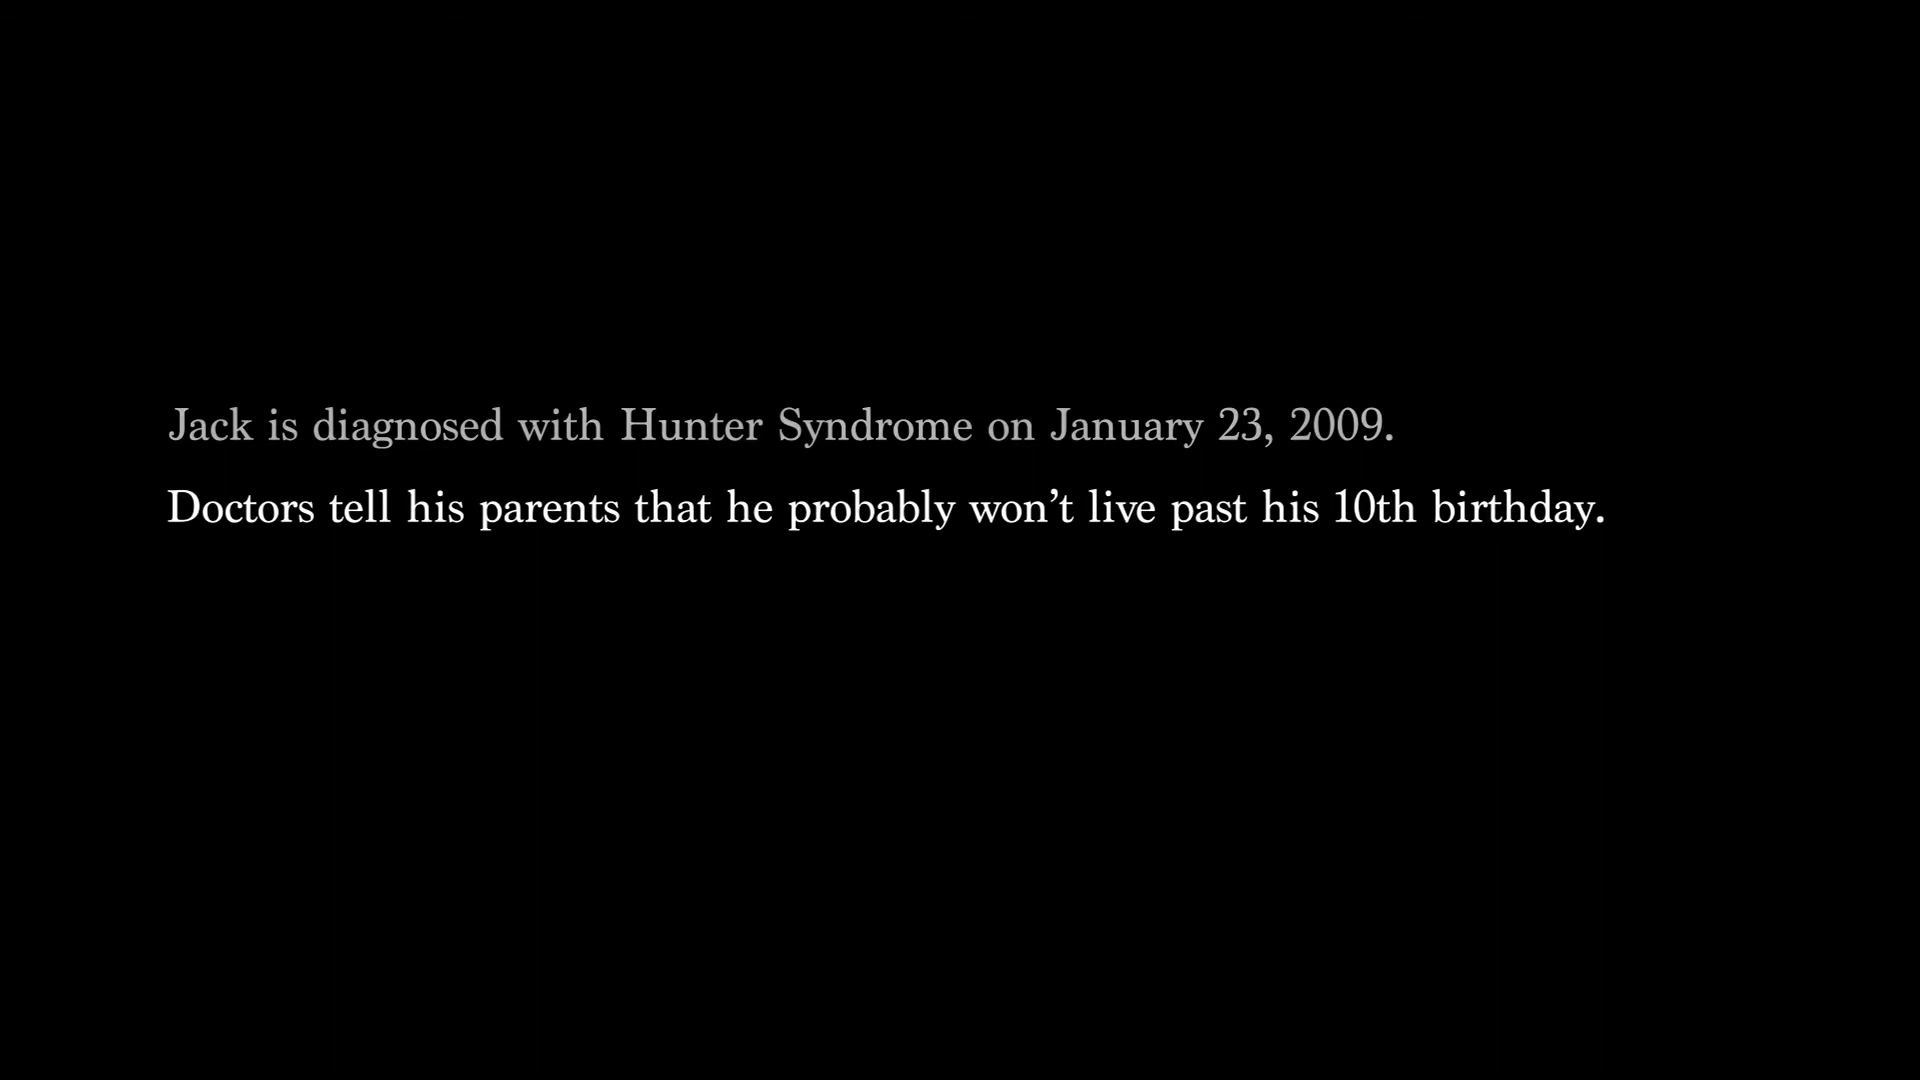 Jack is diagnosed with Hunter Syndrome on January 23, 2009.
Doctors tell his parents that he probably won’t live past his 10th birthday.